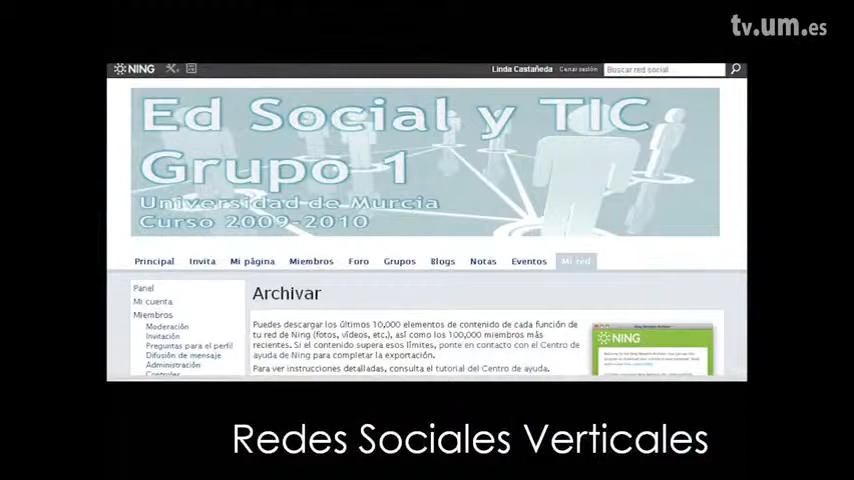 tv.um.es
NING
Linda Castañeda
Cerrar sesión
Buscar red social
Ed Social y TIC
Grupo 1
Universidad de Murcia
Curso 2009-2010
Principal Invita Mi página Miembros Foro Grupos Blogs Notas Eventos Mi red
Panel
Mi cuenta
Miembros
Moderación
Invitación
Preguntas para el perfil
Difusión de mensaje
Administración
Controles
Archivar
Puedes descargar los últimos 10,000 elementos de contenido de cada función de
tu red de Ning (fotos, vídeos, etc.), así como los 100,000 miembros más
recientes. Si el contenido supera esos límites, ponte en contacto con el Centro de
ayuda de Ning para completar la exportación.
Para ver instrucciones detalladas, consulta el tutorial del Centro de ayuda.
NING
Redes Sociales Verticales